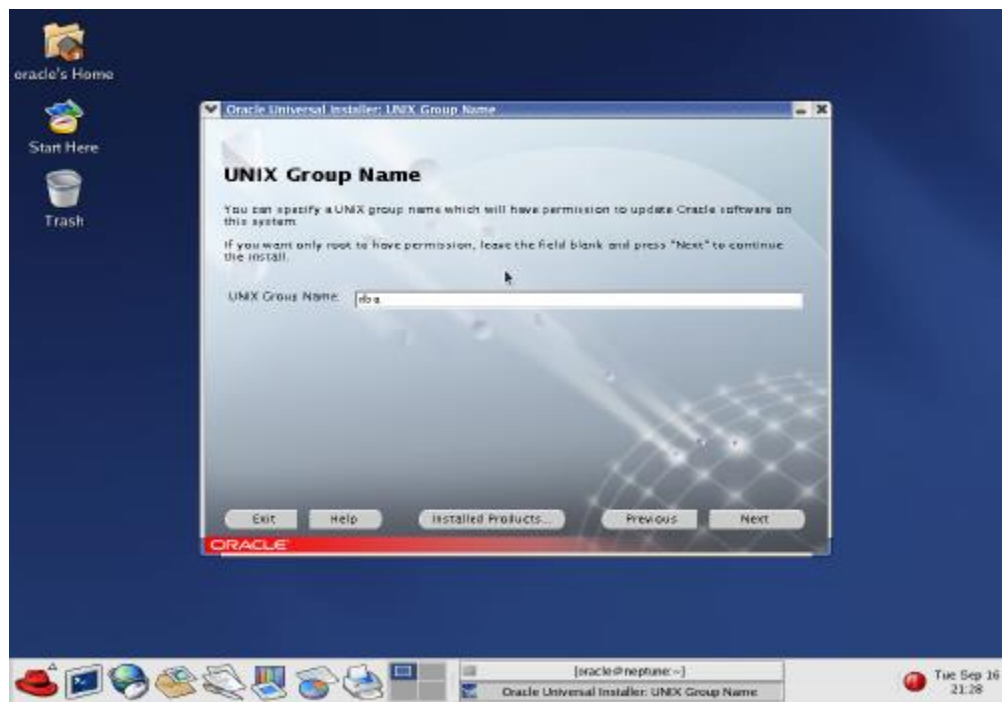 oracle's Home
Start Here
Trash
Oracle Universal Installer: UNIX Group Name
UNIX Group Name
You can specify a UNIX group name which will have permission to update Oracle software on
this system.
If you want only root to have permission, leave the field blank and press "Next" to continue
the install.
UNIX Group Name: dba
Exit Help Installed Products... Previous Next
ORACLE
[oracle@neptune:~]
Oracle Universal Installer: UNIX Group Name
Tue Sep 16
21:28